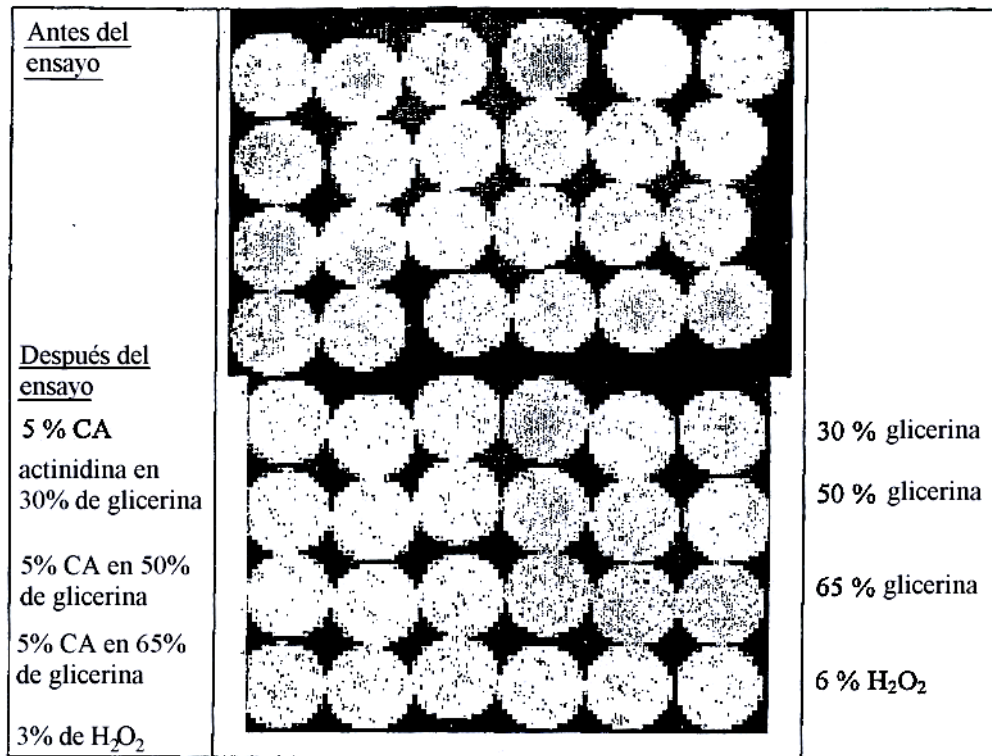 Antes del
ensayo
Después del
ensayo
5 % CA
actinidina en
30% de glicerina
5% CA en 50%
de glicerina
5% CA en 65%
de glicerina
3% de H₂O₂
30 % glicerina
50 % glicerina
65 % glicerina
6 % H₂O₂